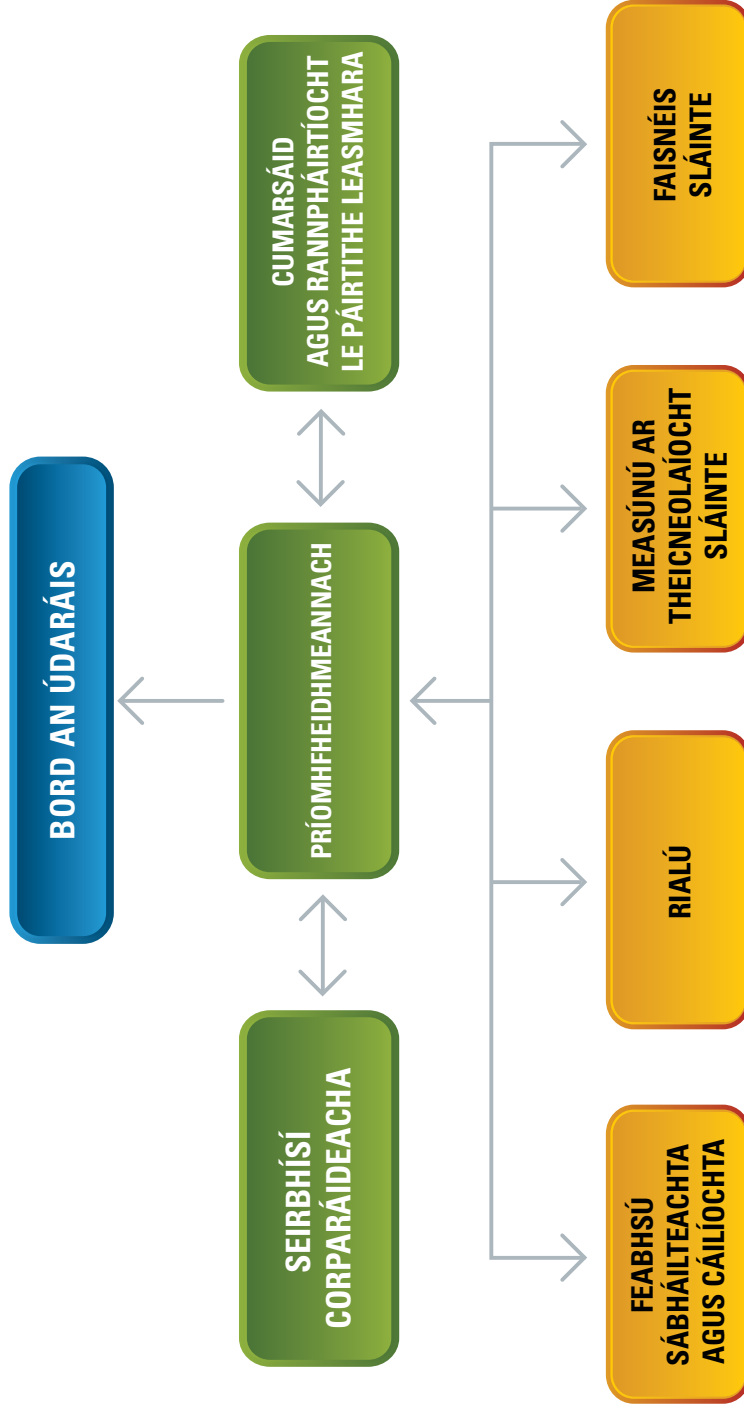 BORD AN ÚDARÁIS
SEIRBHÍSÍ
CORPARÁIDEACHA
PRÍOMHFHEIDHMEANNACH
CUMARSÁID
AGUS RANNPHÁIRTÍOCHT
LE PÁIRTITHE LEASMHARA
FEABHSÚ
SÁBHÁILTEACHTA
AGUS CÁILÍOCHTA
RIALÚ
MEASÚNÚ AR
THEICNEOLAÍOCHT
SLÁINTE
FAISNÉIS
SLÁINTE